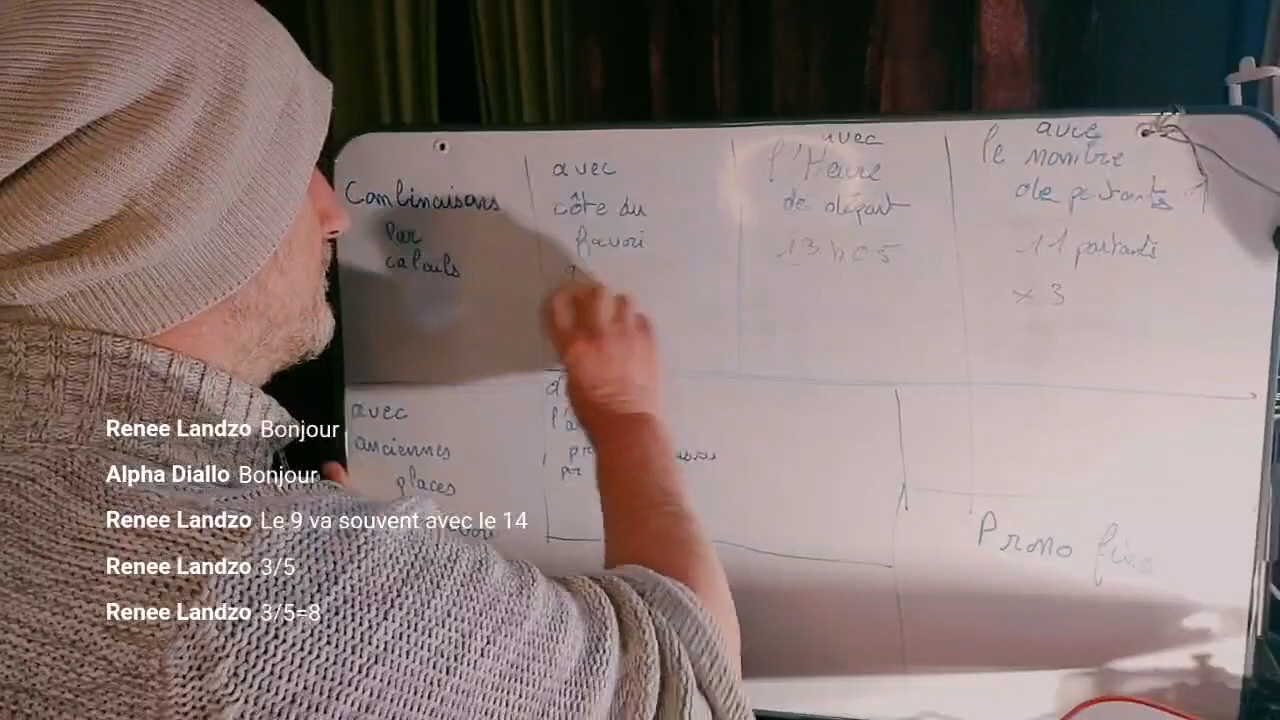 Combinaisons
par
calculs
avec
côte du
favori
avec
l'Heure
de départ
13h05
avec
le nombre
de partants
11 partants
x 3
avec
anciennes
places
Prono
Renee Landzo Bonjour
Alpha Diallo Bonjour
Renee Landzo Le 9 va souvent avec le 14
Renee Landzo 3/5
Renee Landzo 3/5=8